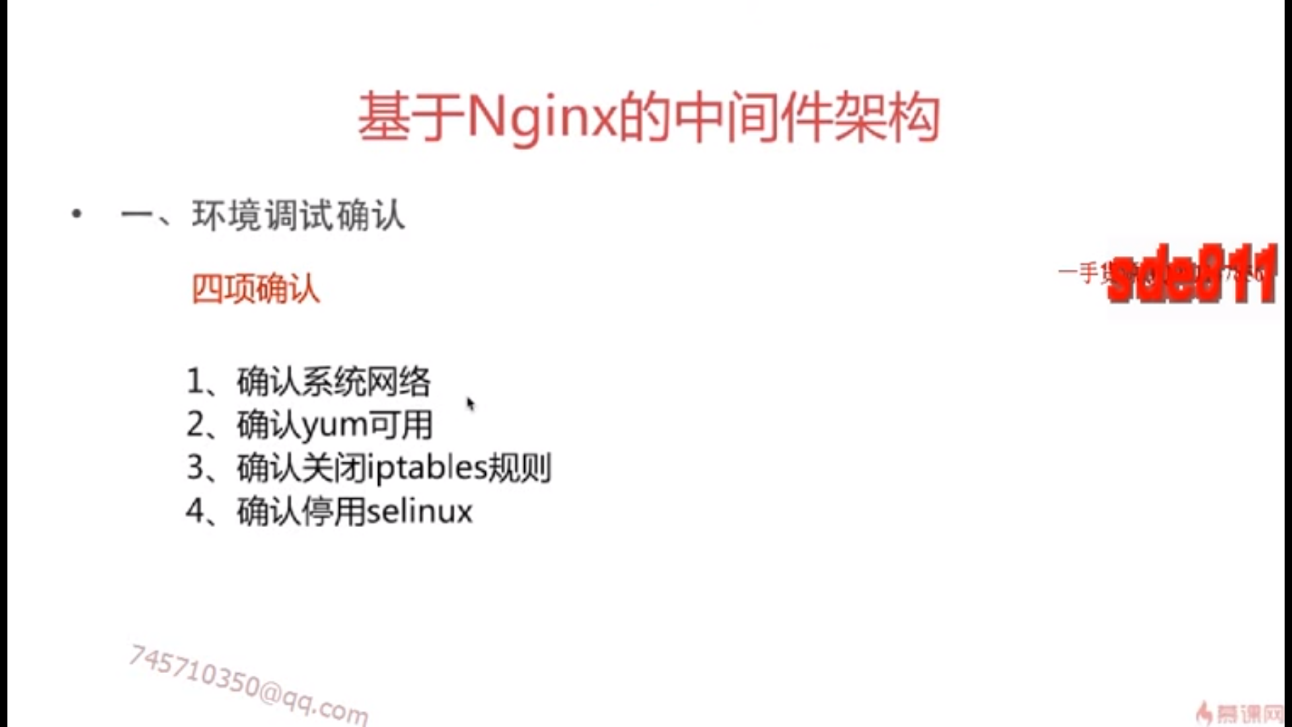 基于Nginx的中间件架构
• 一、环境调试确认
四项确认
一手货
sde811
1、确认系统网络
2、确认yum可用
3、确认关闭iptables规则
4、确认停用selinux
745710350@qq.com
慕课网